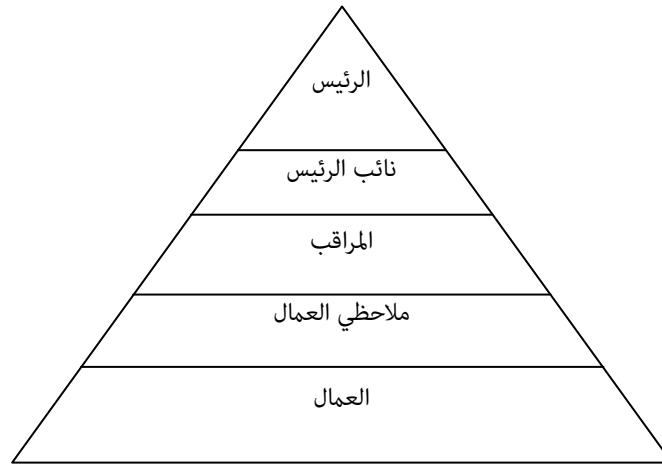 الرئيس
نائب الرئيس
المراقب
ملاحظي العمال
العمال